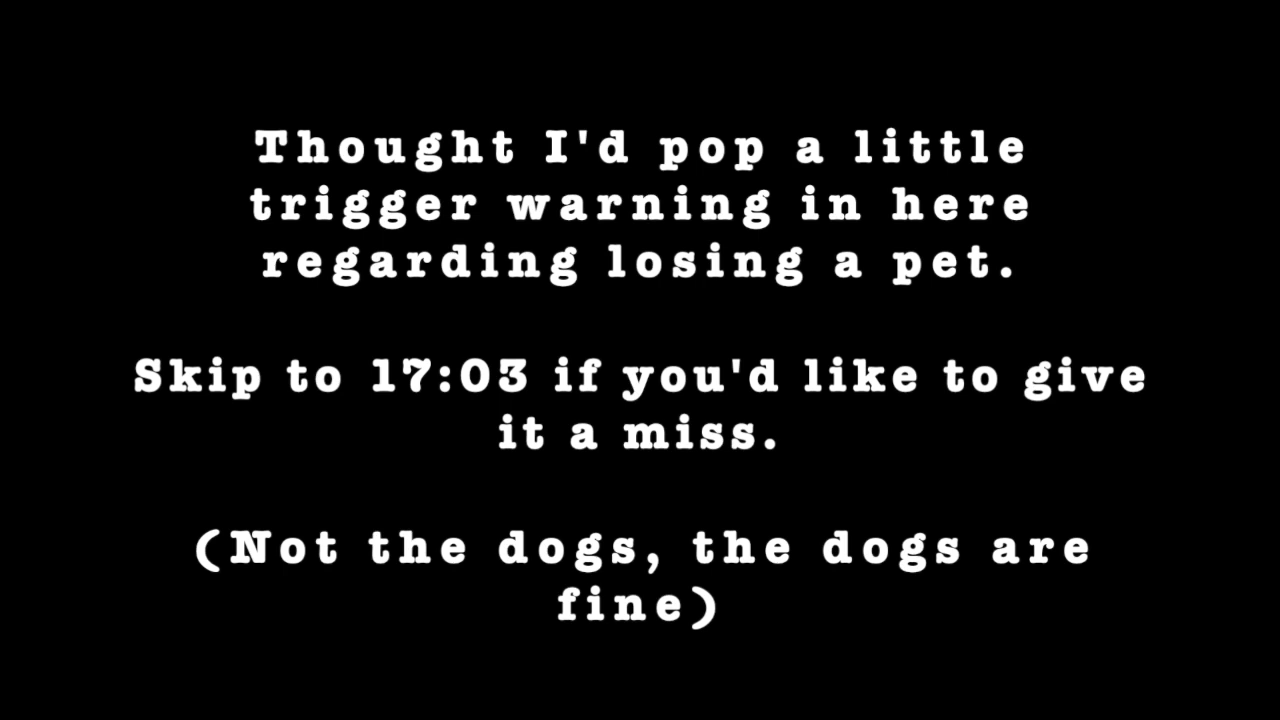 Thought I'd pop a little
trigger warning in here
regarding losing a pet.
Skip to 17:03 if you'd like to give
it a miss.
(Not the dogs, the dogs are
fine)